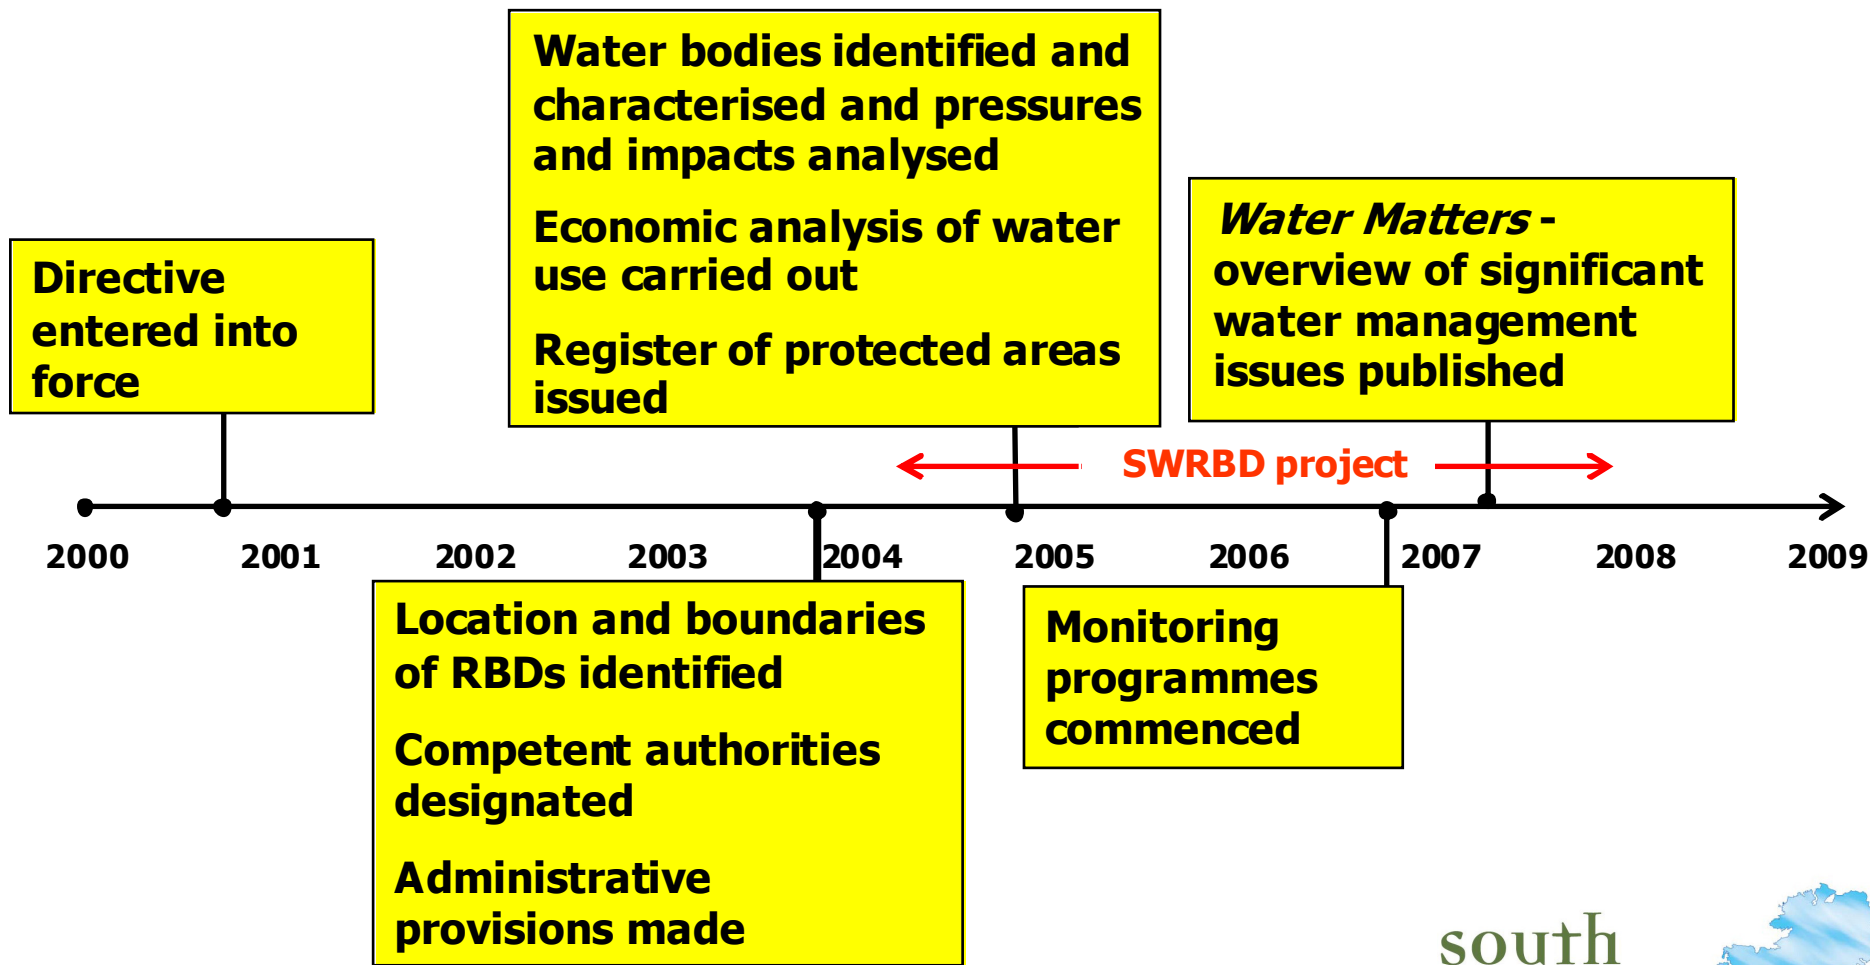 Water bodies identified and
characterised and pressures
and impacts analysed
Economic analysis of water
use carried out
Register of protected areas
issued
Water Matters -
overview of significant
water management
issues published
Directive
entered into
force
SWRBD project
2000 2001 2002 2003 2004 2005 2006 2007 2008 2009
Location and boundaries
of RBDs identified
Competent authorities
designated
Administrative
provisions made
Monitoring
programmes
commenced
south